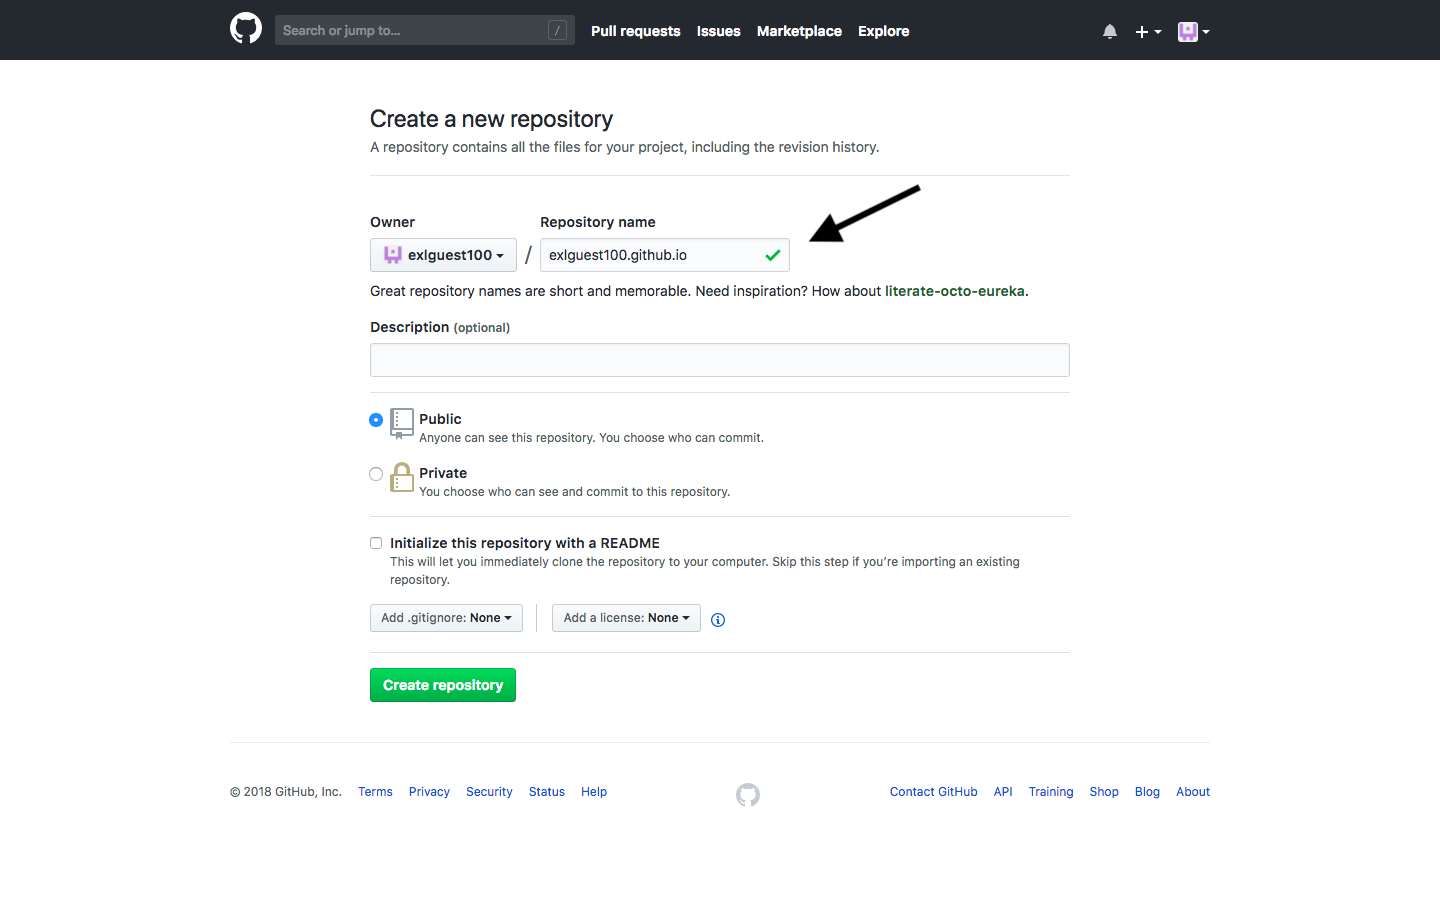 Search or jump to... /
Pull requests Issues Marketplace Explore
Create a new repository
A repository contains all the files for your project, including the revision history.
Owner Repository name
exlguest100 / exlguest100.github.io
Great repository names are short and memorable. Need inspiration? How about literate-octo-eureka.
Description (optional)
Public
Anyone can see this repository. You choose who can commit.
Private
You choose who can see and commit to this repository.
Initialize this repository with a README
This will let you immediately clone the repository to your computer. Skip this step if you’re importing an existing
repository.
Add .gitignore: None Add a license: None
Create repository
© 2018 GitHub, Inc. Terms Privacy Security Status Help Contact GitHub API Training Shop Blog About